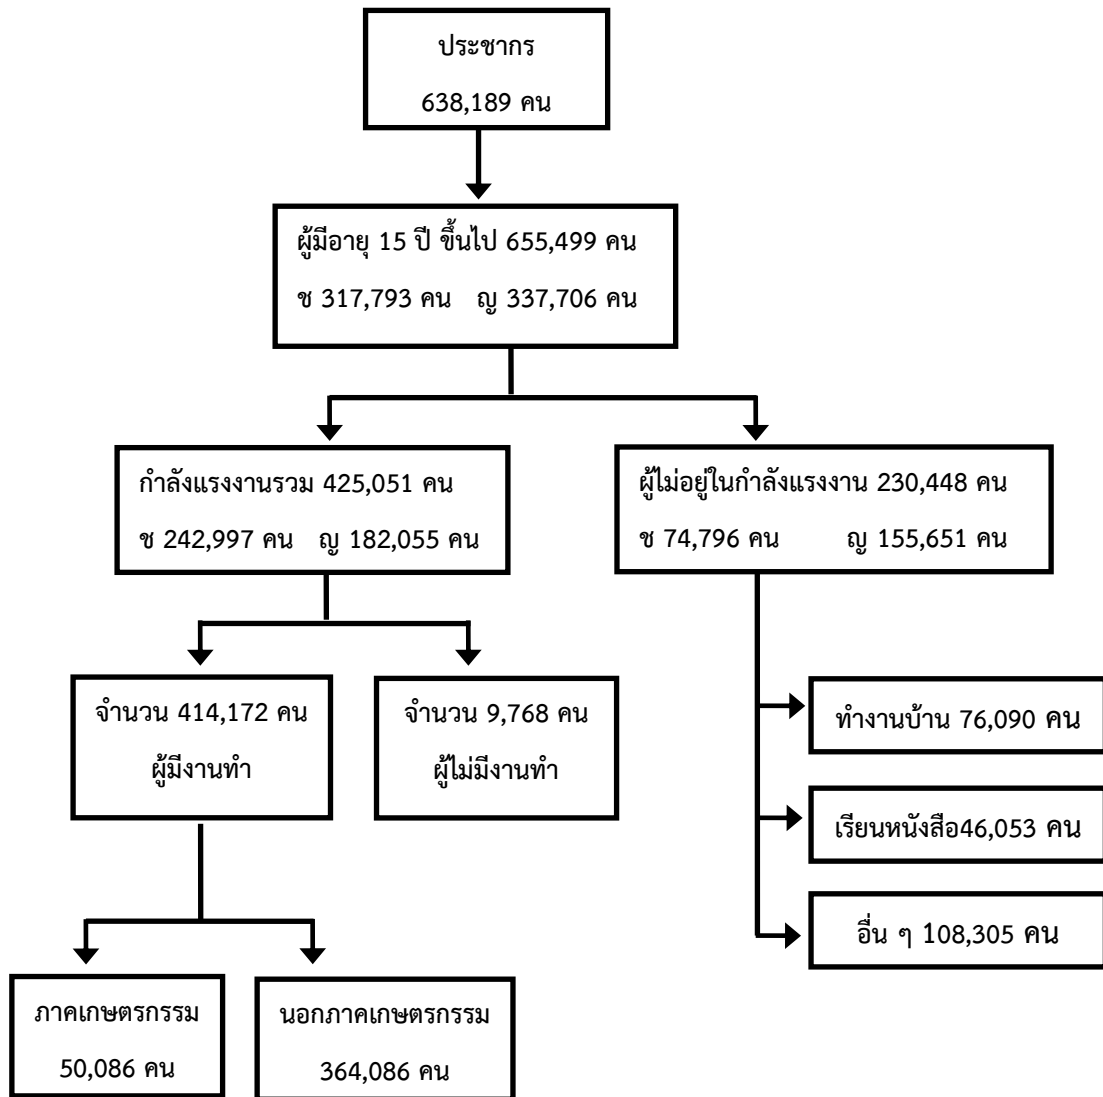 ประชากร
638,189 คน
ผู้มีอายุ 15 ปี ขึ้นไป 655,499 คน
ช 317,793 คน ญ 337,706 คน
กำลังแรงงานรวม 425,051 คน
ช 242,997 คน ญ 182,055 คน
ผู้ไม่อยู่ในกำลังแรงงาน 230,448 คน
ช 74,796 คน ญ 155,651 คน
จำนวน 414,172 คน
ผู้มีงานทำ
จำนวน 9,768 คน
ผู้ไม่มีงานทำ
ทำงานบ้าน 76,090 คน
เรียนหนังสือ46,053 คน
อื่น ๆ 108,305 คน
ภาคเกษตรกรรม
50,086 คน
นอกภาคเกษตรกรรม
364,086 คน